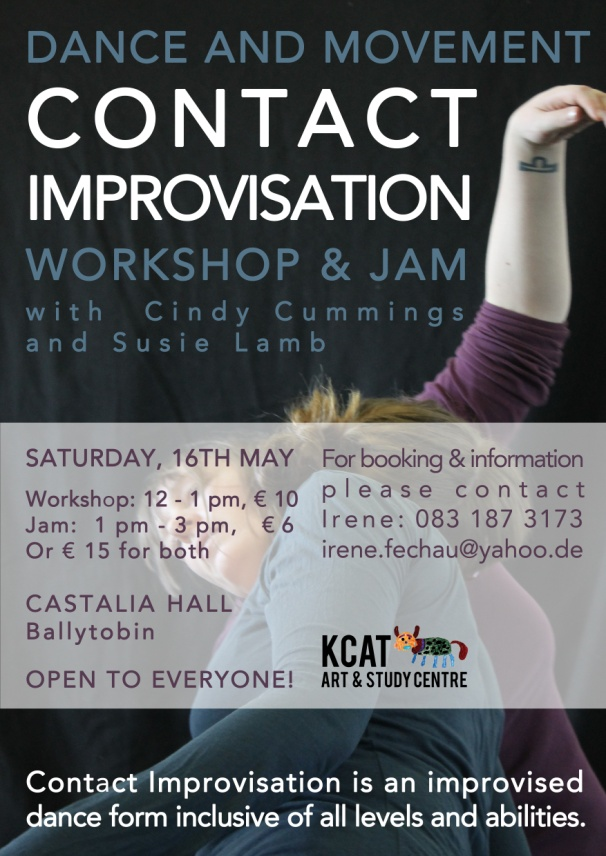 DANCE AND MOVEMENT
CONTACT
IMPROVISATION
WORKSHOP & JAM
with Cindy Cummings
and Susie Lamb
SATURDAY, 16TH MAY
Workshop: 12 - 1 pm, € 10
Jam: 1 pm - 3 pm, € 6
Or € 15 for both
CASTALIA HALL
Ballytobin
OPEN TO EVERYONE!
For booking & information
please contact
Irene: 083 187 3173
irene.fechau@yahoo.de
KCAT
ART & STUDY CENTRE
Contact Improvisation is an improvised
dance form inclusive of all levels and abilities.